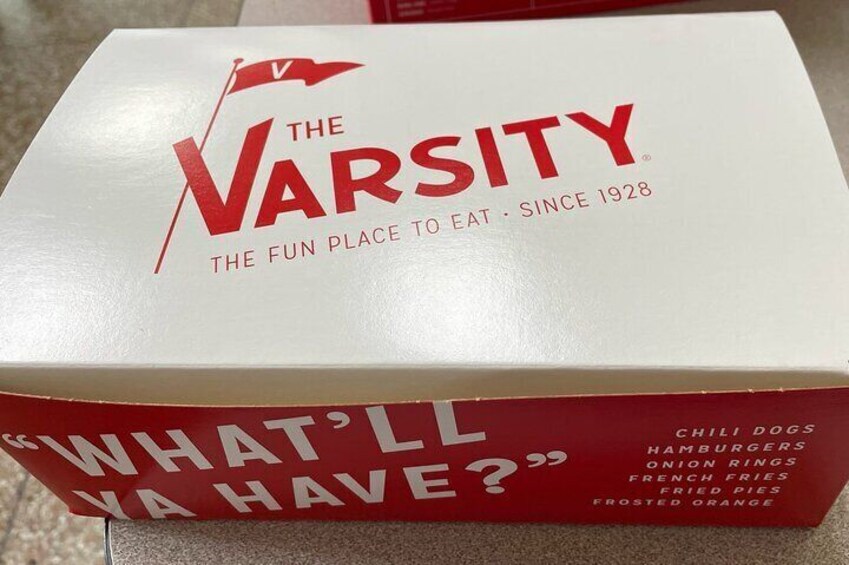 V
THE
VARSITY®
THE FUN PLACE TO EAT · SINCE 1928
“WHAT’LL
YA HAVE?”
CHILI DOGS
HAMBURGERS
ONION RINGS
FRENCH FRIES
FRIED PIES
FROSTED ORANGE